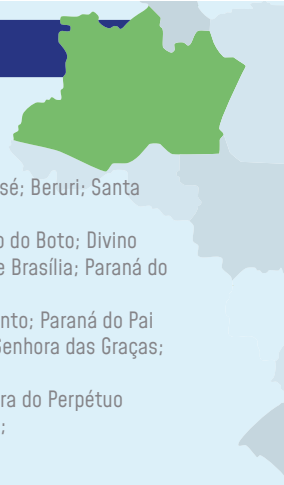 sé; Beruri; Santa
o do Boto; Divino
e Brasília; Paraná do
nto; Paraná do Pai
Senhora das Graças;
ra do Perpétuo
;